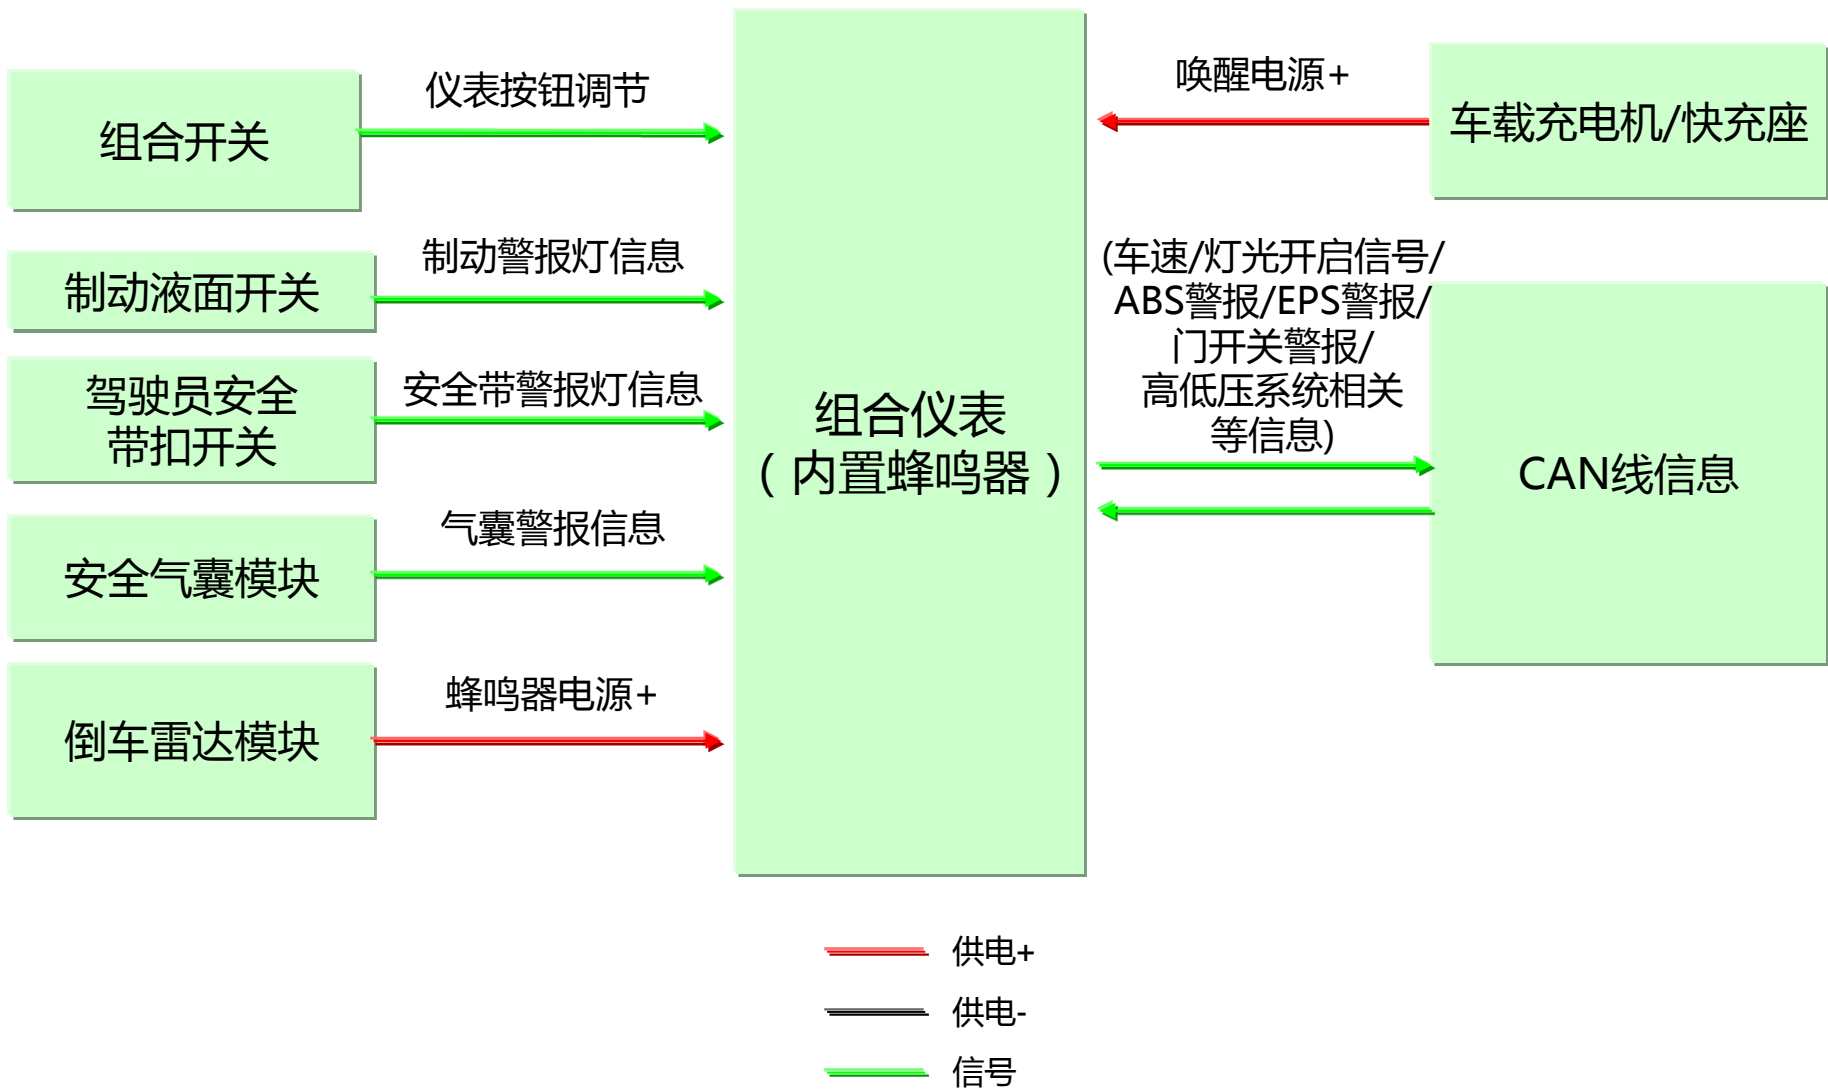 组合开关
仪表按钮调节
制动液面开关
制动警报灯信息
驾驶员安全
带扣开关
安全带警报灯信息
安全气囊模块
气囊警报信息
倒车雷达模块
蜂鸣器电源+
组合仪表
（内置蜂鸣器）
唤醒电源+
车载充电机/快充座
(车速/灯光开启信号/
ABS警报/EPS警报/
门开关警报/
高低压系统相关
等信息)
CAN线信息
供电+
供电-
信号